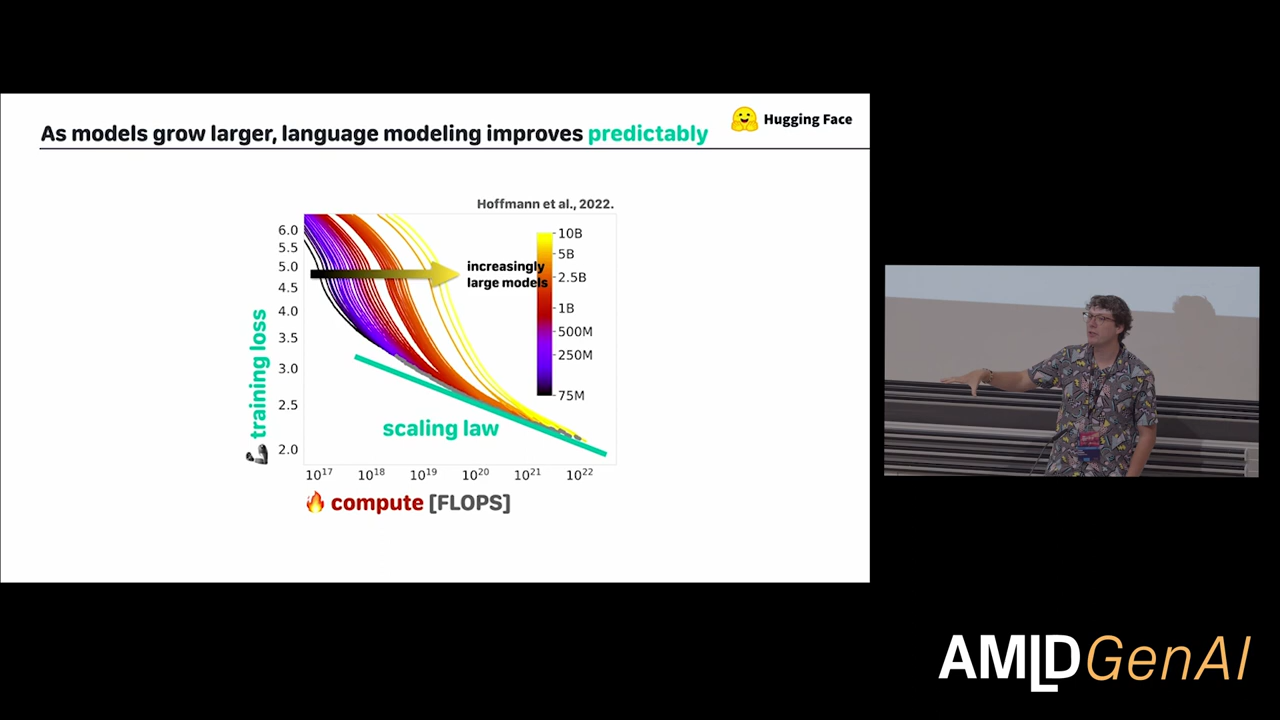 As models grow larger, language modeling improves predictably
Hugging Face
Hoffmann et al., 2022.
6.0
5.5
5.0
4.5
4.0
3.5
3.0
2.5
2.0
training loss
increasingly
large models
10B
5B
2.5B
1B
500M
250M
75M
scaling law
10¹⁷ 10¹⁸ 10¹⁹ 10²⁰ 10²¹ 10²²
compute [FLOPS]
AMLD GenAI